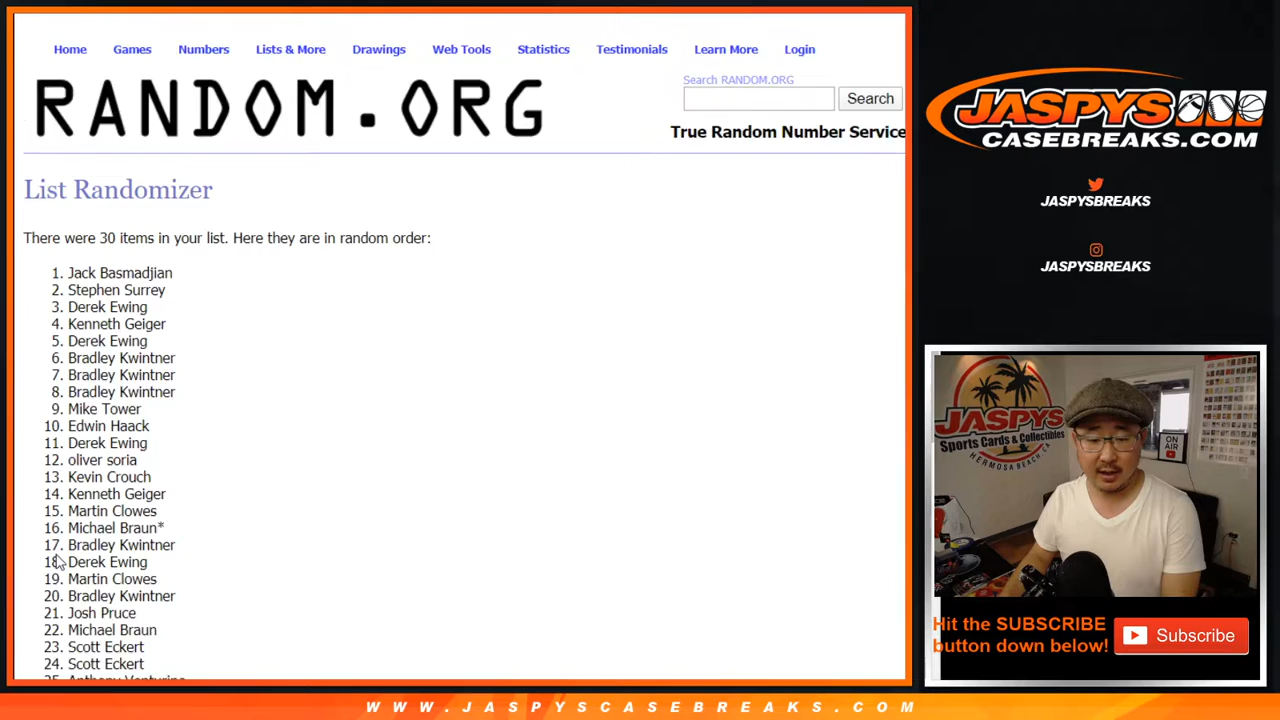 Home Games Numbers Lists & More Drawings Web Tools Statistics Testimonials Learn More Login
RANDOM.ORG
Search RANDOM.ORG
Search
True Random Number Service
List Randomizer
There were 30 items in your list. Here they are in random order:
1. Jack Basmadjian
2. Stephen Surrey
3. Derek Ewing
4. Kenneth Geiger
5. Derek Ewing
6. Bradley Kwintner
7. Bradley Kwintner
8. Bradley Kwintner
9. Mike Tower
10. Edwin Haack
11. Derek Ewing
12. oliver soria
13. Kevin Crouch
14. Kenneth Geiger
15. Martin Clowes
16. Michael Braun*
17. Bradley Kwintner
18. Derek Ewing
19. Martin Clowes
20. Bradley Kwintner
21. Josh Pruce
22. Michael Braun
23. Scott Eckert
24. Scott Eckert
JASPYS
CASEBREAKS.COM
JASPYSBREAKS
JASPYSBREAKS
JASPYS
Sports Cards & Collectibles
HERMOSA BEACH, CA
ON AIR
Hit the SUBSCRIBE
button down below!
Subscribe
WWW.JASPYSCASEBREAKS.COM